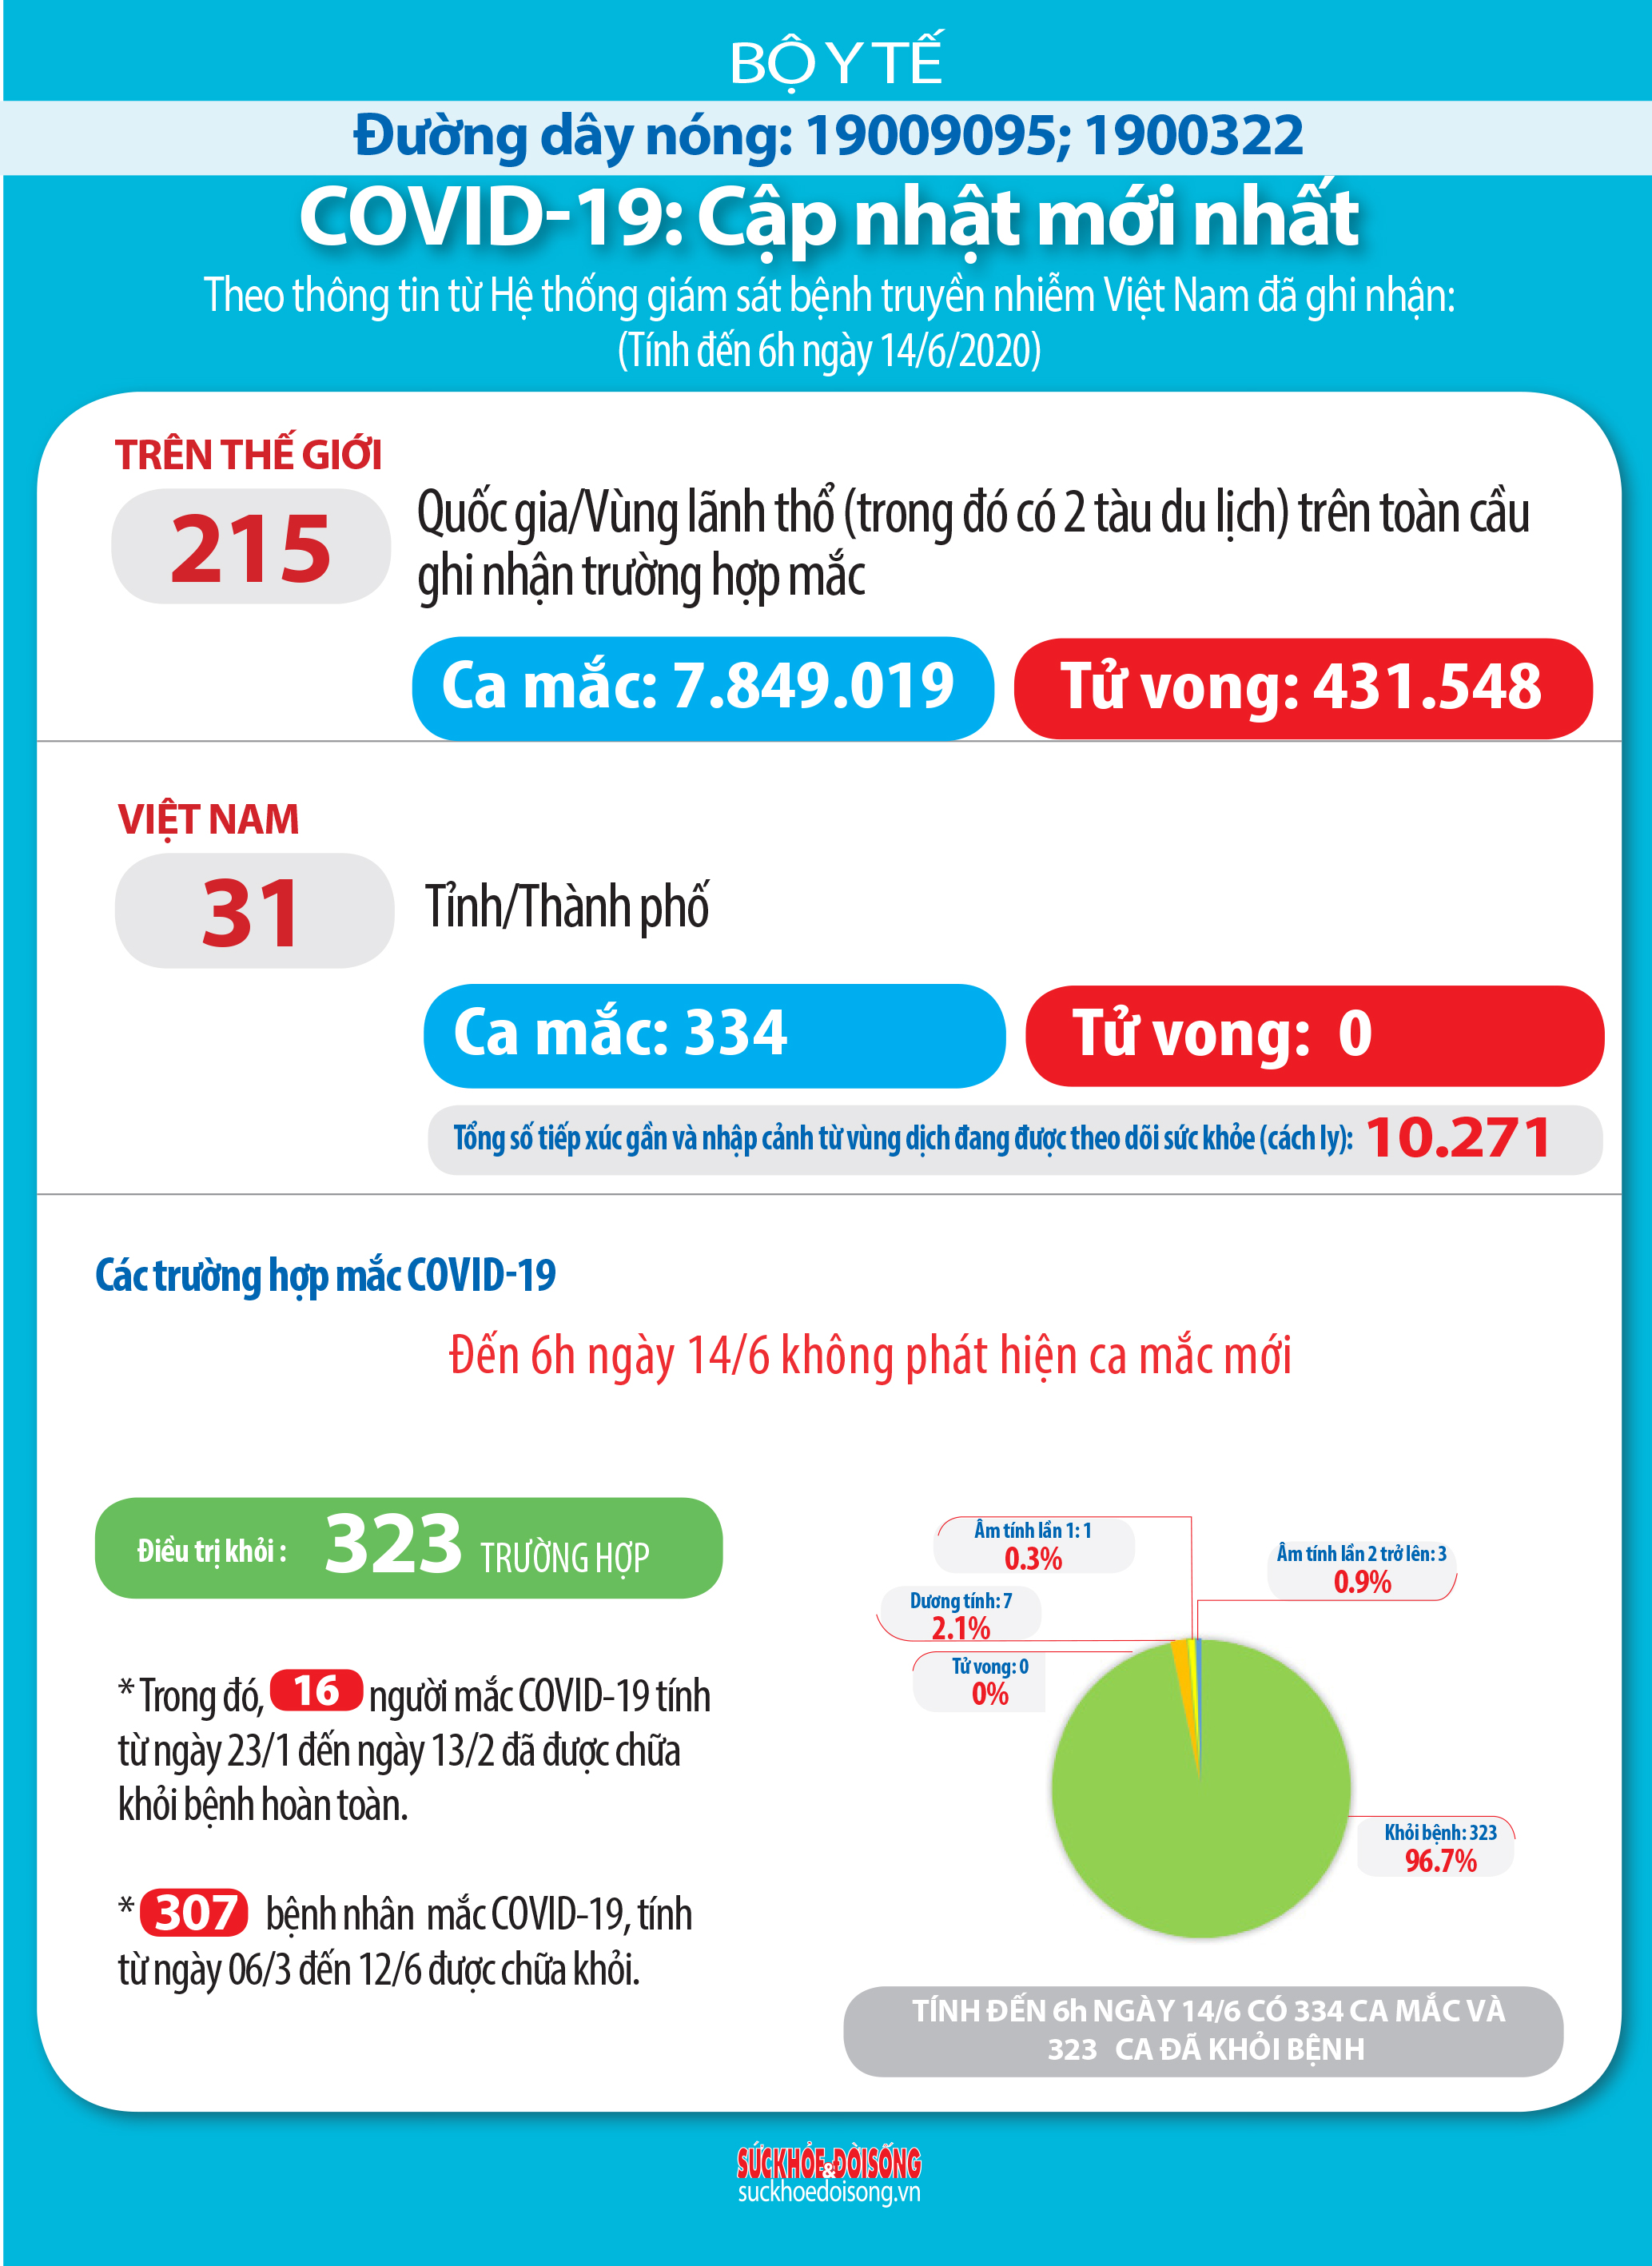 BỘ Y TẾ
Đường dây nóng: 19009095; 1900322
COVID-19: Cập nhật mới nhất
Theo thông tin từ Hệ thống giám sát bệnh truyền nhiễm Việt Nam đã ghi nhận:
(Tính đến 6h ngày 14/6/2020)
TRÊN THẾ GIỚI
215
Quốc gia/Vùng lãnh thổ (trong đó có 2 tàu du lịch) trên toàn cầu
ghi nhận trường hợp mắc
Ca mắc: 7.849.019
Tử vong: 431.548
VIỆT NAM
31
Tỉnh/Thành phố
Ca mắc: 334
Tử vong: 0
Tổng số tiếp xúc gần và nhập cảnh từ vùng dịch đang được theo dõi sức khỏe (cách ly): 10.271
Các trường hợp mắc COVID-19
Đến 6h ngày 14/6 không phát hiện ca mắc mới
Điều trị khỏi : 323 TRƯỜNG HỢP
* Trong đó, 16 người mắc COVID-19 tính
từ ngày 23/1 đến ngày 13/2 đã được chữa
khỏi bệnh hoàn toàn.
* 307 bệnh nhân mắc COVID-19, tính
từ ngày 06/3 đến 12/6 được chữa khỏi.
Âm tính lần 1: 1
0.3%
Âm tính lần 2 trở lên: 3
0.9%
Dương tính: 7
2.1%
Tử vong: 0
0%
Khỏi bệnh: 323
96.7%
TÍNH ĐẾN 6h NGÀY 14/6 CÓ 334 CA MẮC VÀ
323 CA ĐÃ KHỎI BỆNH
SỨC KHỎE & ĐỜI SỐNG
suckhoedoisong.vn